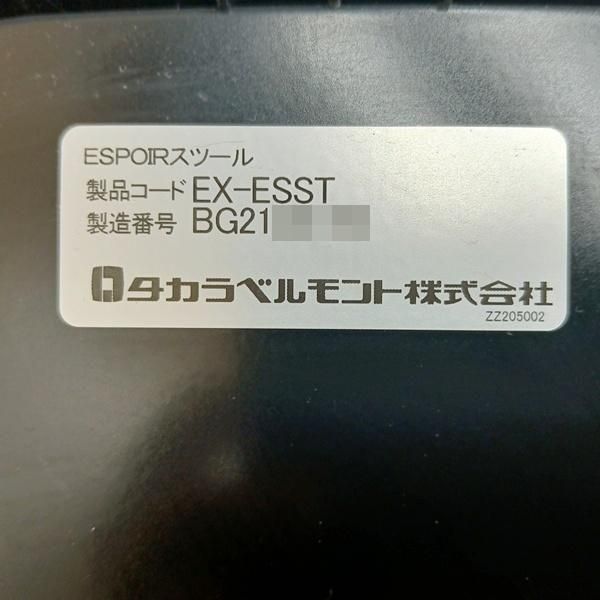 ESPOIRスツール
製品コード EX-ESST
製造番号 BG21
タカラベルモント株式会社
ZZ205002